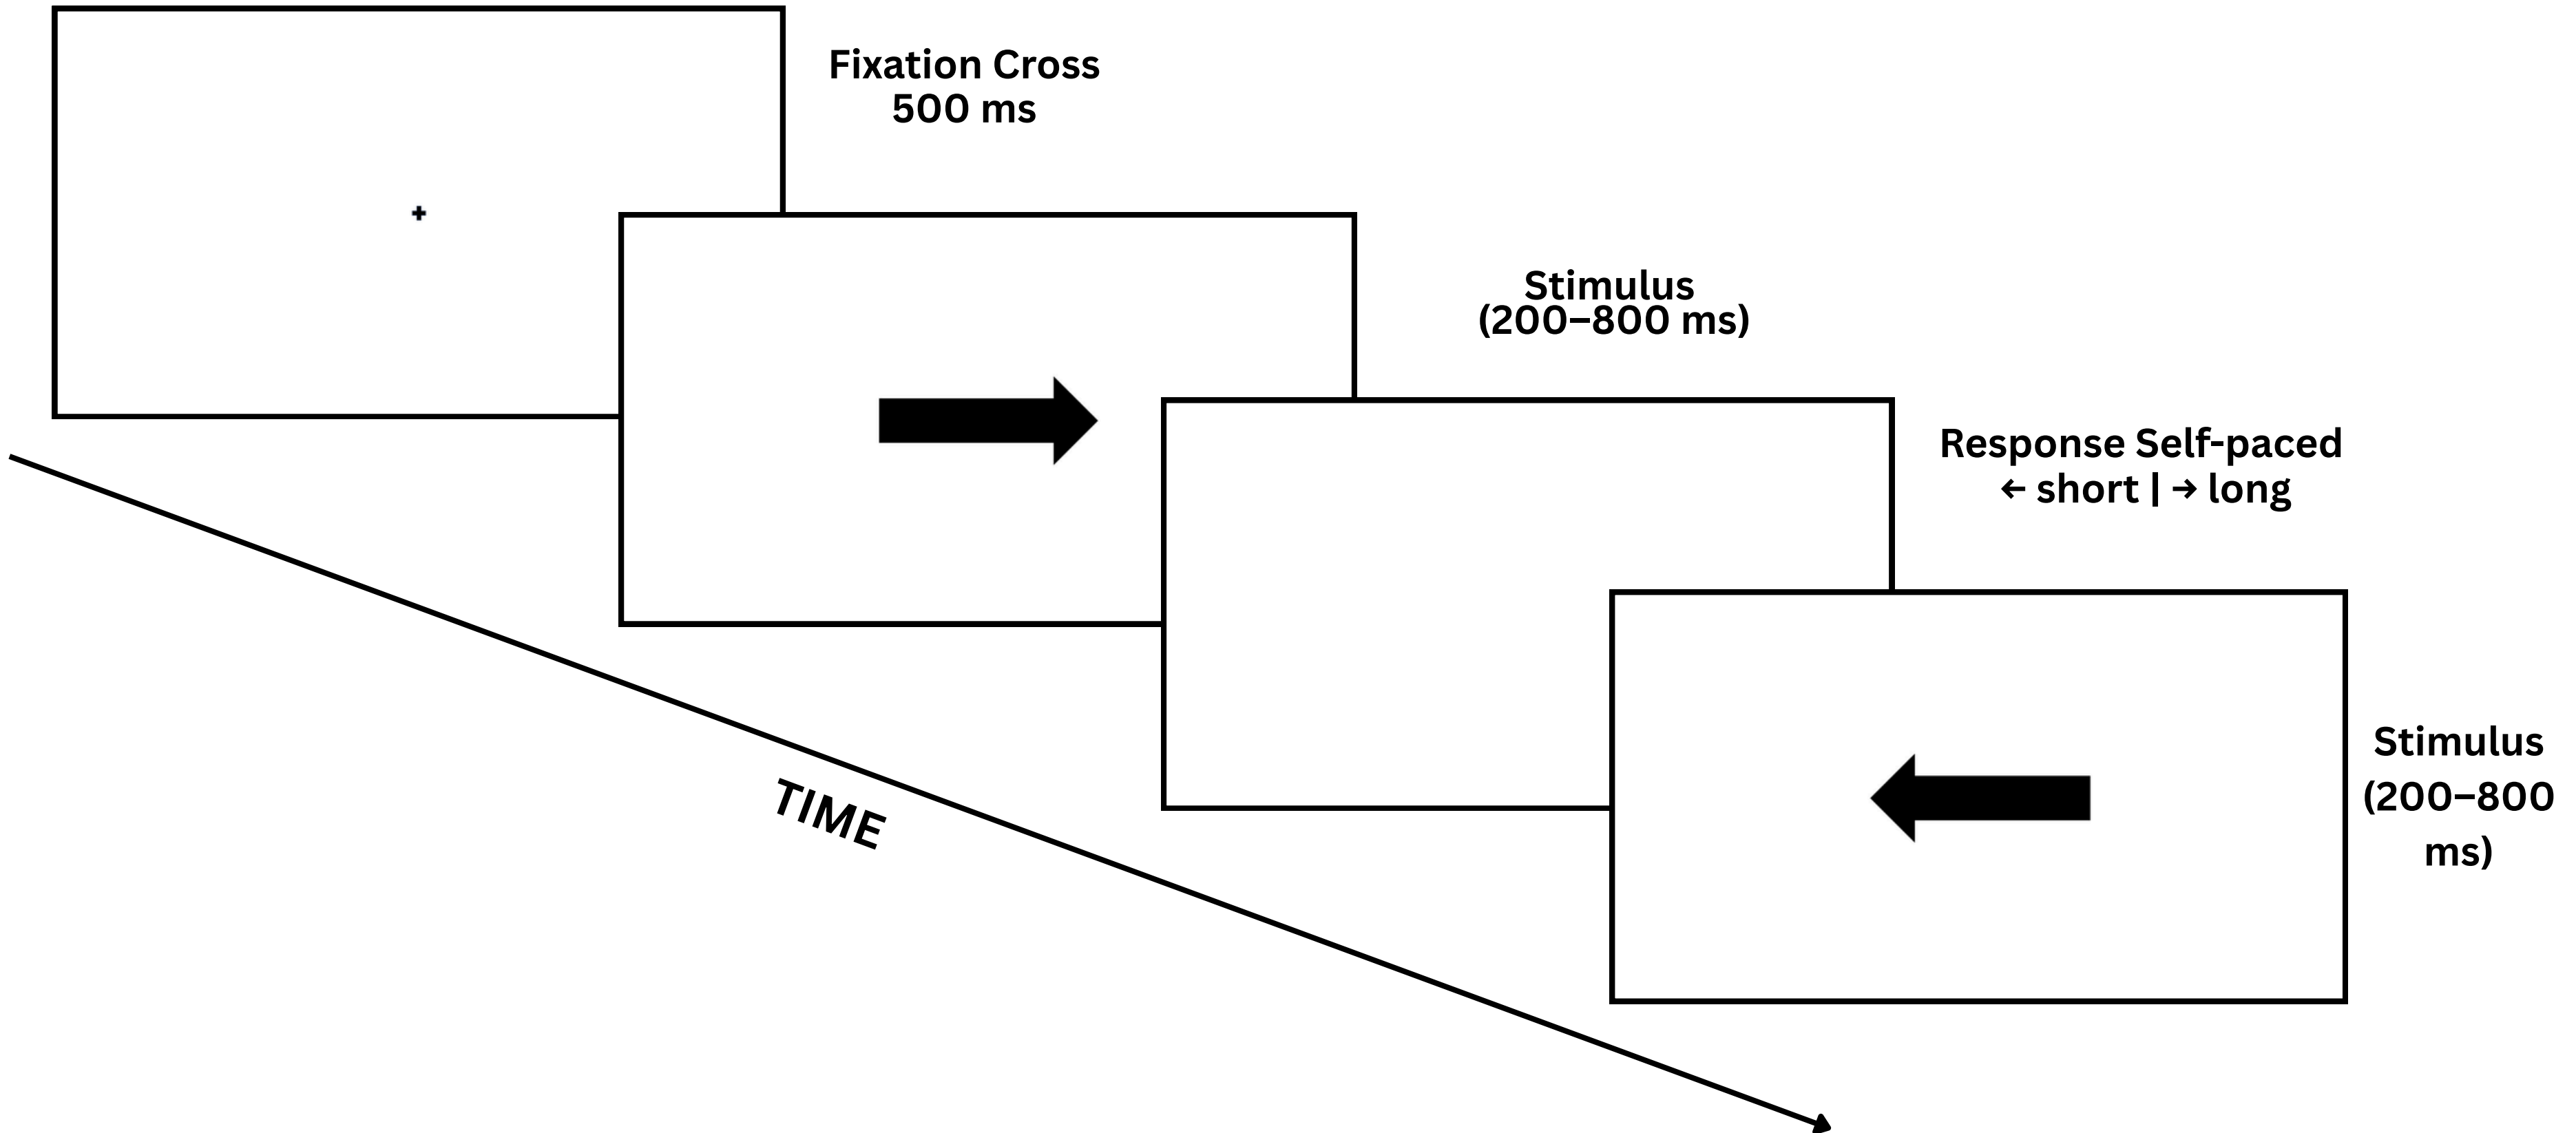 Fixation Cross
500 ms
Stimulus
(200–800 ms)
Response Self-paced
← short | → long
Stimulus
(200–800
ms)
TIME